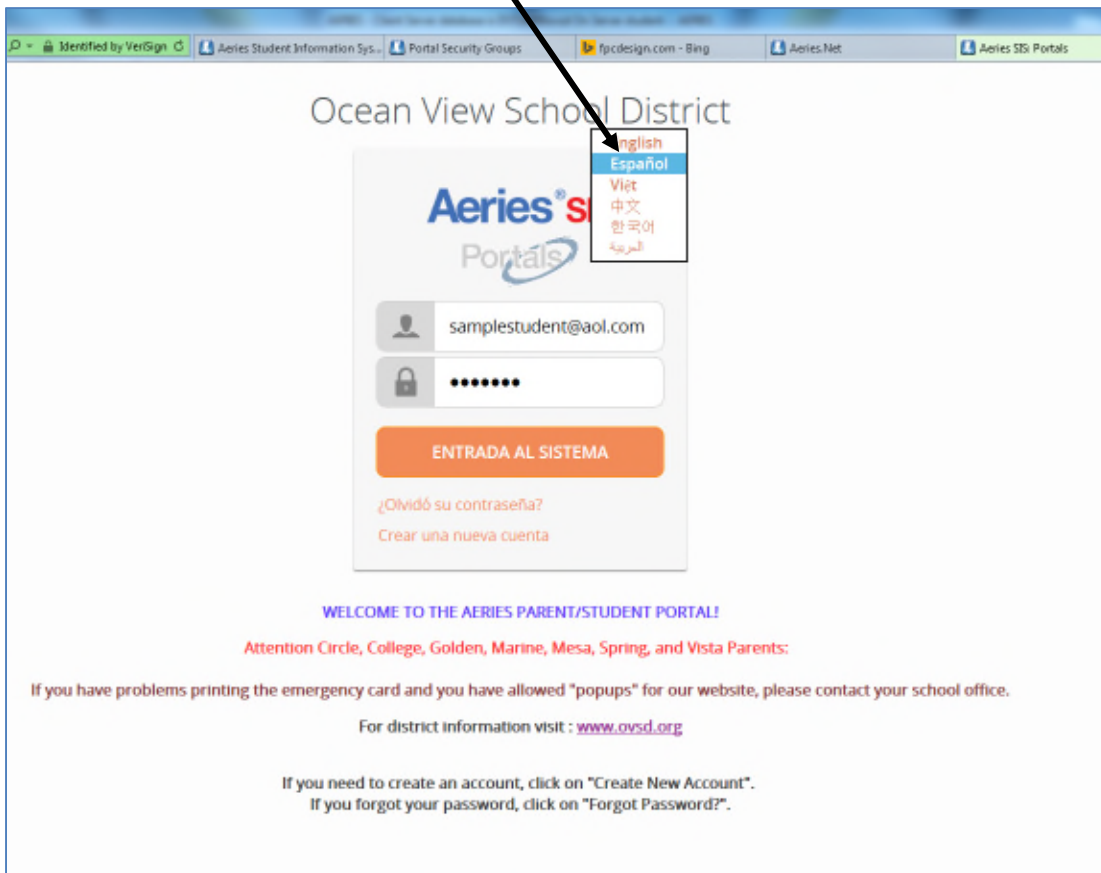 Identified by VeriSign
Aeries Student Information Sys...
Portal Security Groups
fpcdesign.com - Bing
Aeries.Net
Aeries SIS: Portals
Ocean View School District
English
Español
Việt
中文
한국어
العربية
Aeries®
Portals
samplestudent@aol.com
ENTRADA AL SISTEMA
¿Olvidó su contraseña?
Crear una nueva cuenta
WELCOME TO THE AERIES PARENT/STUDENT PORTAL!
Attention Circle, College, Golden, Marine, Mesa, Spring, and Vista Parents:
If you have problems printing the emergency card and you have allowed "popups" for our website, please contact your school office.
For district information visit : www.ovsd.org
If you need to create an account, click on "Create New Account".
If you forgot your password, click on "Forgot Password?".